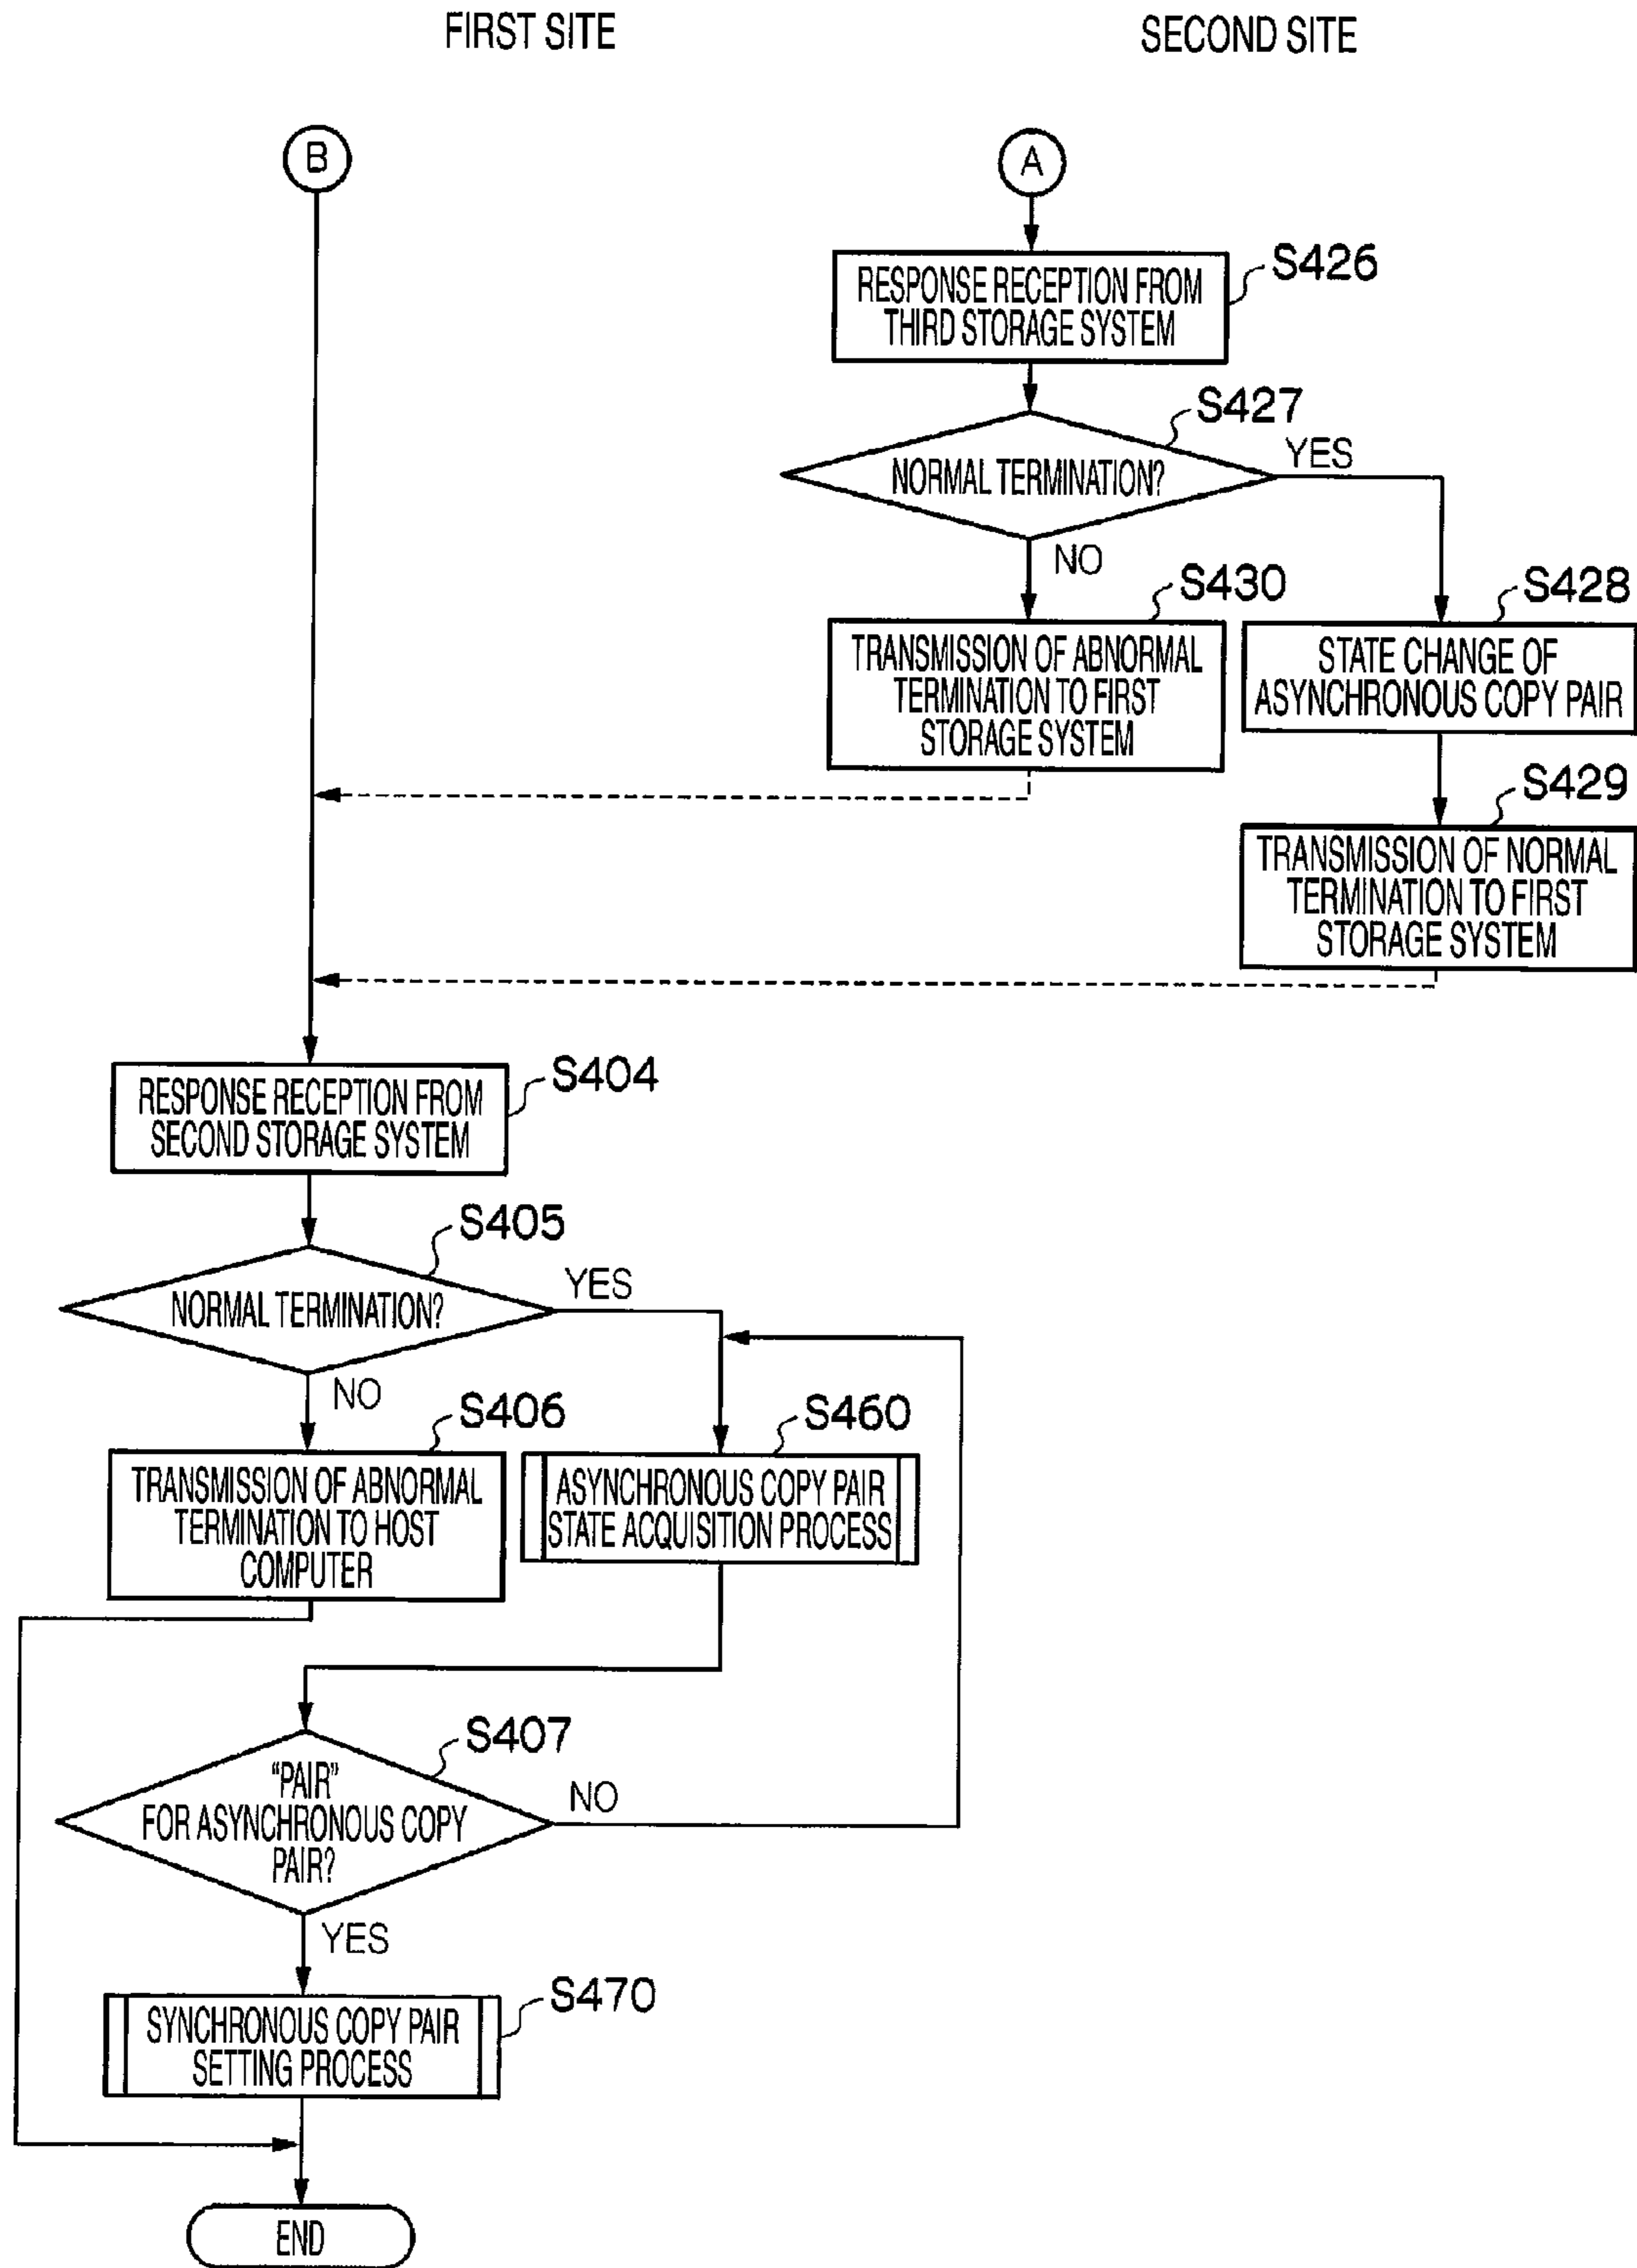 FIRST SITE
SECOND SITE
B
A
RESPONSE RECEPTION FROM
THIRD STORAGE SYSTEM
S426
NORMAL TERMINATION?
S427
YES
NO
S430
TRANSMISSION OF ABNORMAL
TERMINATION TO FIRST
STORAGE SYSTEM
S428
STATE CHANGE OF
ASYNCHRONOUS COPY PAIR
S429
TRANSMISSION OF NORMAL
TERMINATION TO FIRST
STORAGE SYSTEM
RESPONSE RECEPTION FROM
SECOND STORAGE SYSTEM
S404
S405
NORMAL TERMINATION?
YES
NO
S406
TRANSMISSION OF ABNORMAL
TERMINATION TO HOST
COMPUTER
S460
ASYNCHRONOUS COPY PAIR
STATE ACQUISITION PROCESS
S407
"PAIR"
FOR ASYNCHRONOUS COPY
PAIR?
NO
YES
S470
SYNCHRONOUS COPY PAIR
SETTING PROCESS
END